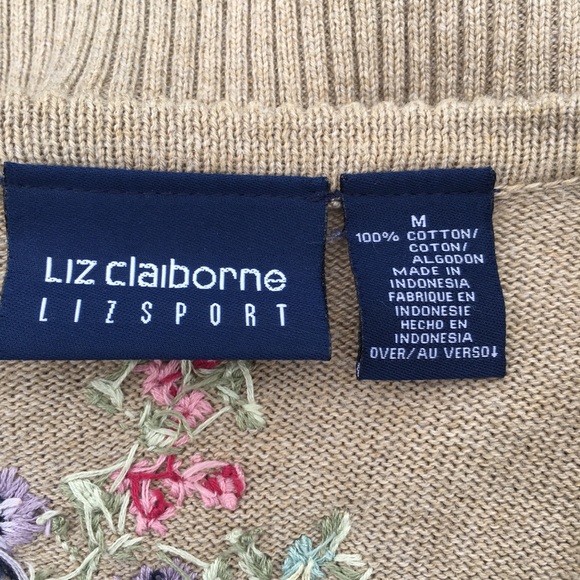 Liz claiborne
LIZSPORT
M
100% COTTON/
COTON/
ALGODON
MADE IN
INDONESIA
FABRIQUE EN
INDONESIE
HECHO EN
INDONESIA
OVER/AU VERSO↓